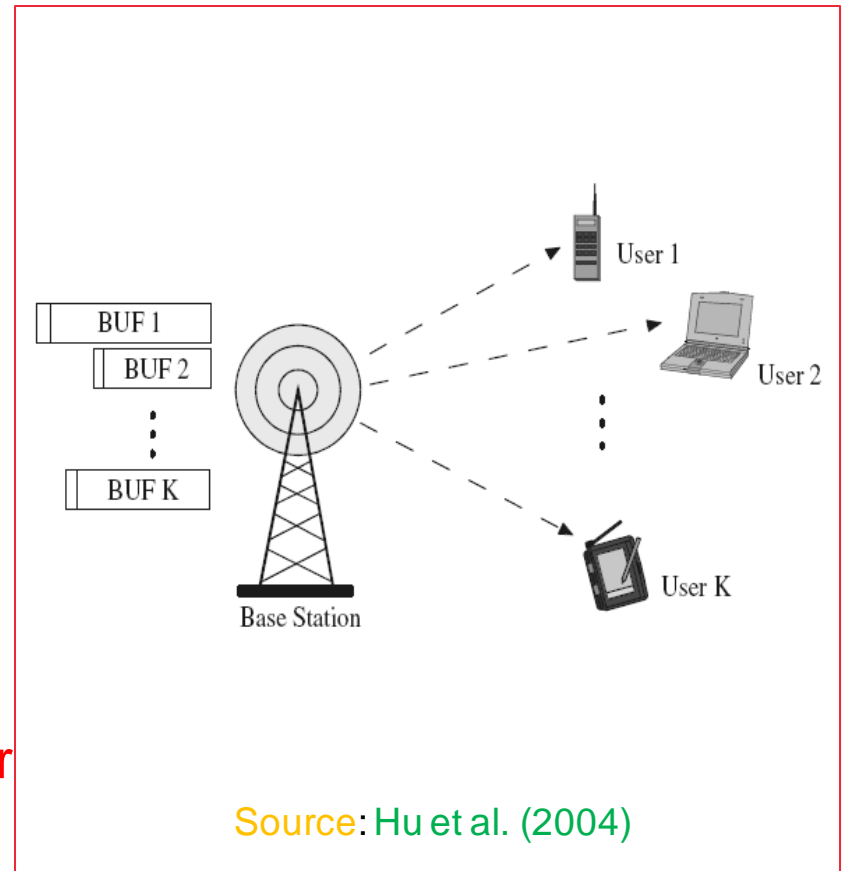 User 1
BUF 1
BUF 2
User 2
BUF K
User K
Base Station
r
Source: Hu et al. (2004)